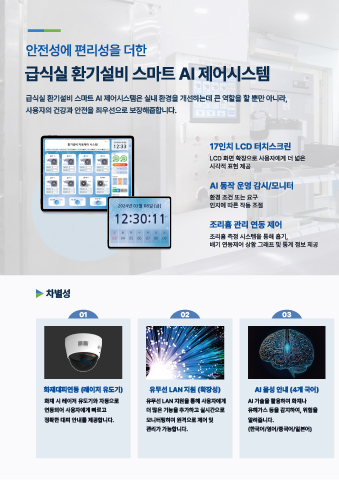 안전성에 편리성을 더한
급식실 환기설비 스마트 AI 제어시스템
급식실 환기설비 스마트 AI 제어시스템은 실내 환경을 개선하는데 큰 역할을 할 뿐만 아니라,
사용자의 건강과 안전을 최우선으로 보장해줍니다.
17인치 LCD 터치스크린
LCD 화면 확장으로 사용자에게 더 넓은
시각적 표현 제공
12:33
AI 동작 운영 감시/모니터
환경 조건 또는 요구
인지에 따른 작동 조절
12:30:11
조리흄 관리 연동 제어
조리흄 측정 시스템을 통해 흡기,
배기 연동제어 상황 그래프 및 통계 정보 제공
차별성
01
02
03
화재대피연동 (레이저 유도기)
화재 시 레이저 유도기와 자동으로
연동되어 사용자에게 빠르고
정확한 대피 안내를 제공합니다.
유무선 LAN 지원 (확장성)
유무선 LAN 지원을 통해 사용자에게
더 많은 기능을 추가하고 실시간으로
모니터링하여 원격으로 제어 및
관리가 가능합니다.
AI 음성 안내 (4개 국어)
AI 기술을 활용하여 화재나
유해가스 등을 감지하여, 위험을
알려줍니다.
(한국어/영어/중국어/일본어)